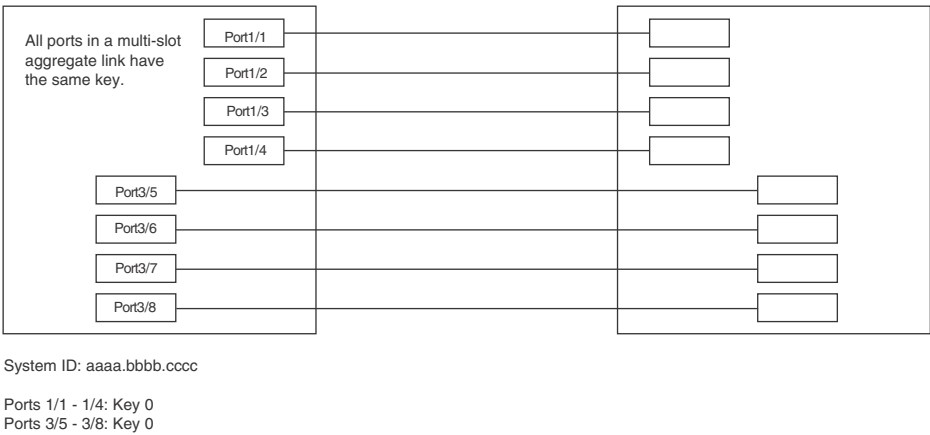 All ports in a multi-slot
aggregate link have
the same key.
Port1/1
Port1/2
Port1/3
Port1/4
Port3/5
Port3/6
Port3/7
Port3/8
System ID: aaaa.bbbb.cccc
Ports 1/1 - 1/4: Key 0
Ports 3/5 - 3/8: Key 0